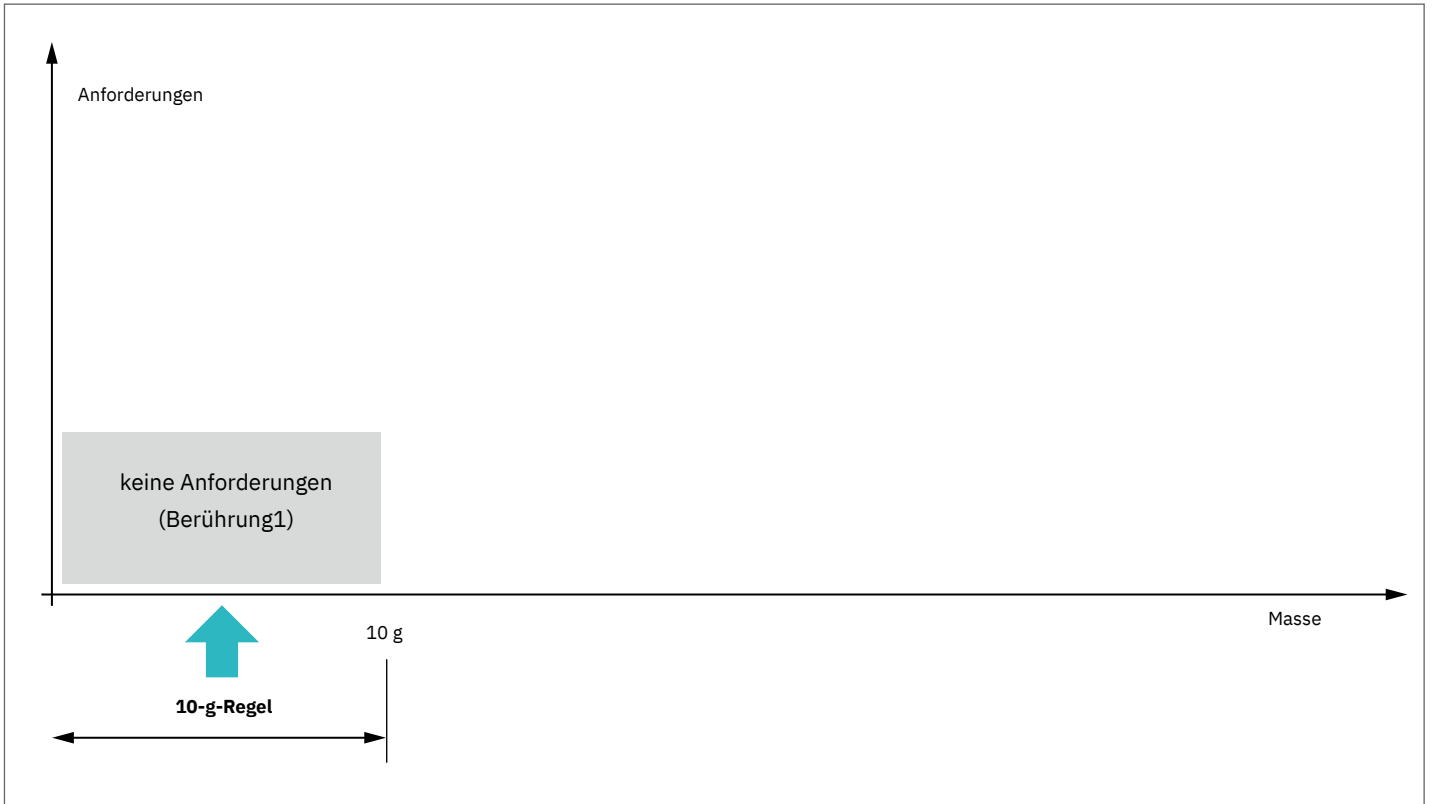 Anforderungen
keine Anforderungen
(Berührung1)
Masse
10 g
10-g-Regel